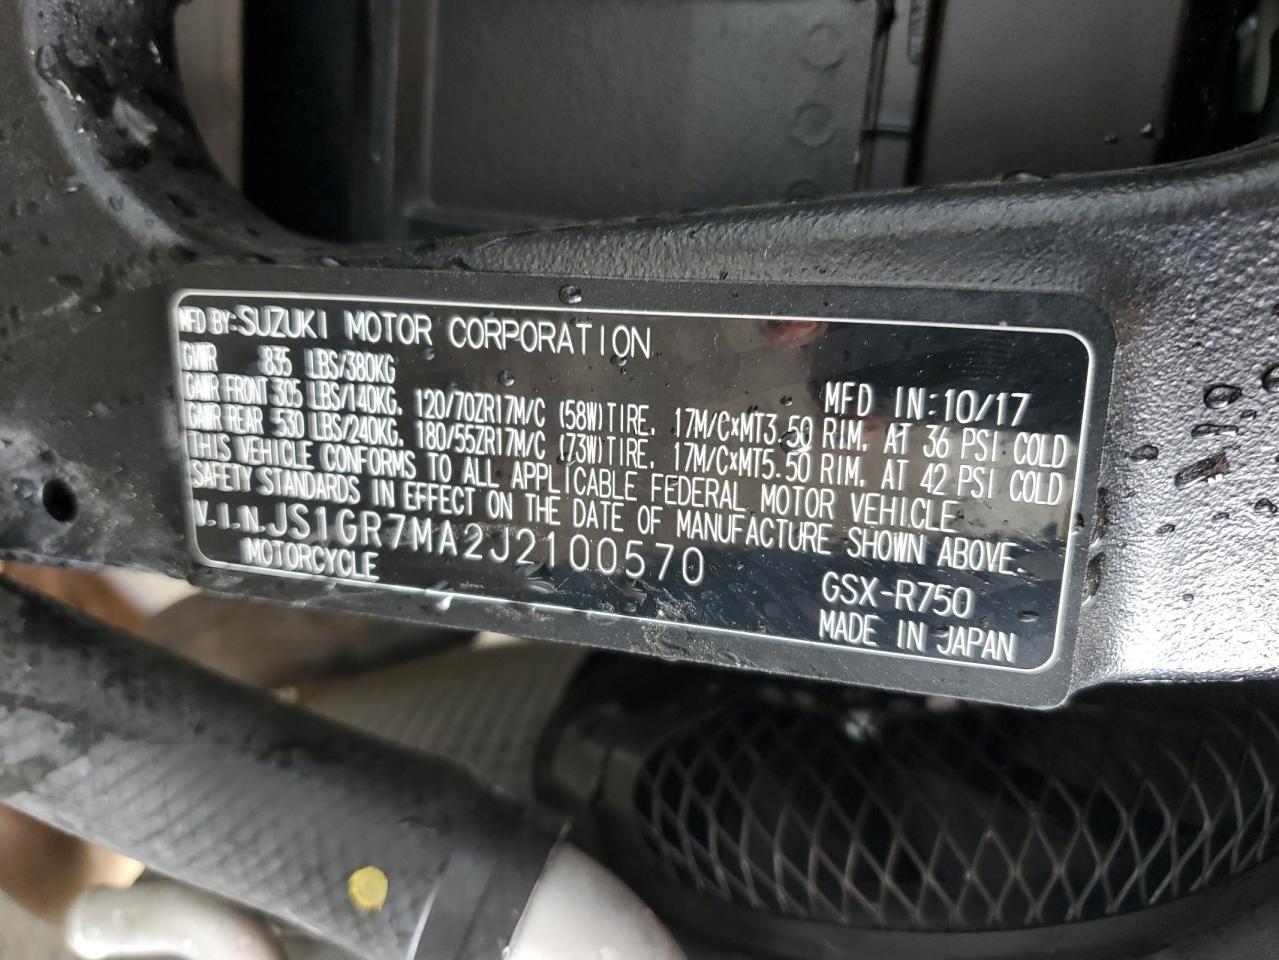 MFD BY:SUZUKI MOTOR CORPORATION
GVWR 835 LBS/380KG MFD IN:10/17
GAWR FRONT 305 LBS/140KG, 120/70ZR17M/C (58W)TIRE, 17M/C×MT3.50 RIM, AT 36 PSI COLD
GAWR REAR 530 LBS/240KG, 180/55ZR17M/C (73W)TIRE, 17M/C×MT5.50 RIM, AT 42 PSI COLD
THIS VEHICLE CONFORMS TO ALL APPLICABLE FEDERAL MOTOR VEHICLE
SAFETY STANDARDS IN EFFECT ON THE DATE OF MANUFACTURE SHOWN ABOVE.
V.I.N.JS1GR7MA2J2100570 GSX-R750
MOTORCYCLE MADE IN JAPAN